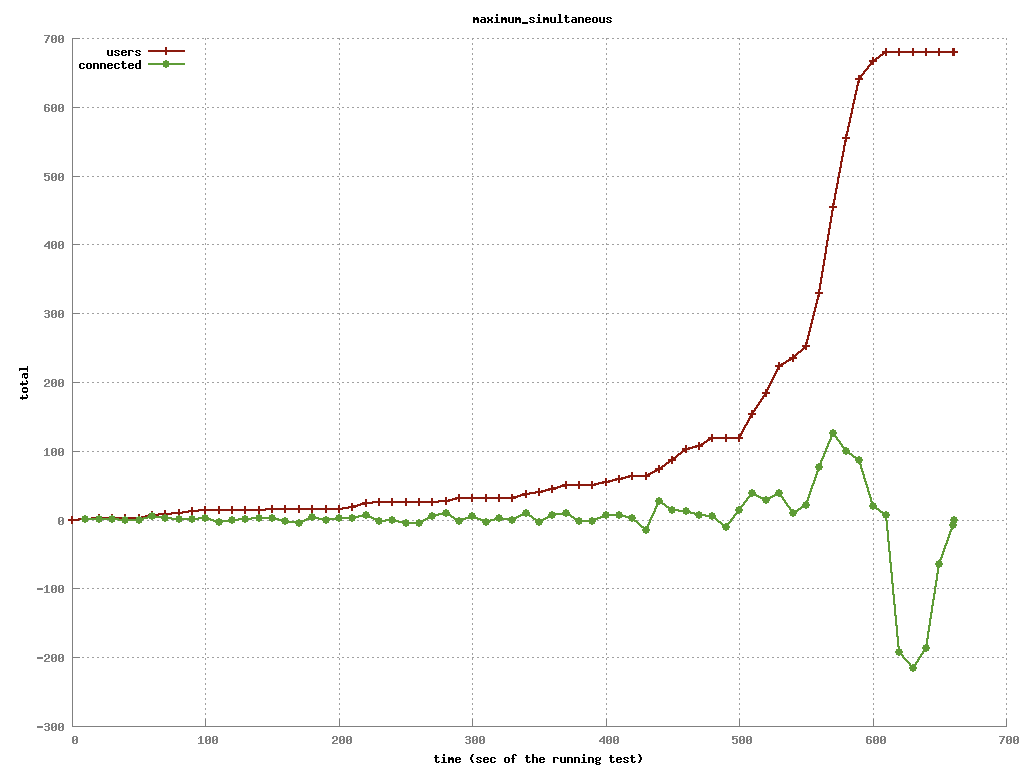 maximum_simultaneous
users
connected
700
600
500
400
300
200
100
0
-100
-200
-300
total
0 100 200 300 400 500 600 700
time (sec of the running test)